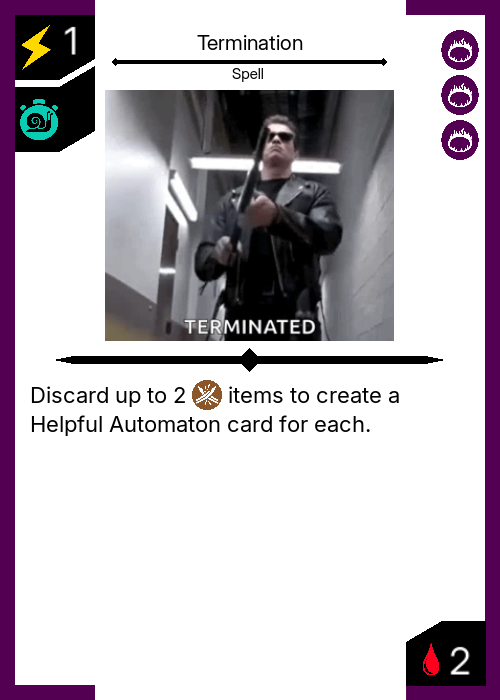 1
Termination
Spell
TERMINATED
Discard up to 2 items to create a
Helpful Automaton card for each.
2